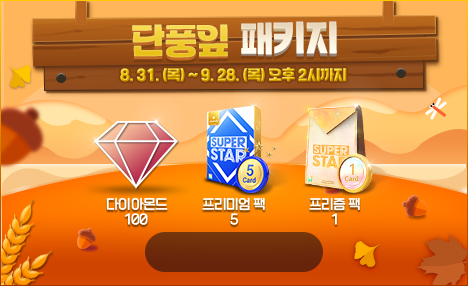 단풍잎 패키지
8. 31. (목) ~ 9. 28. (목) 오후 2시까지
SUPER STAR
5 Card
SUPER STAR
1 Card
다이아몬드
100
프리미엄 팩
5
프리즘 팩
1